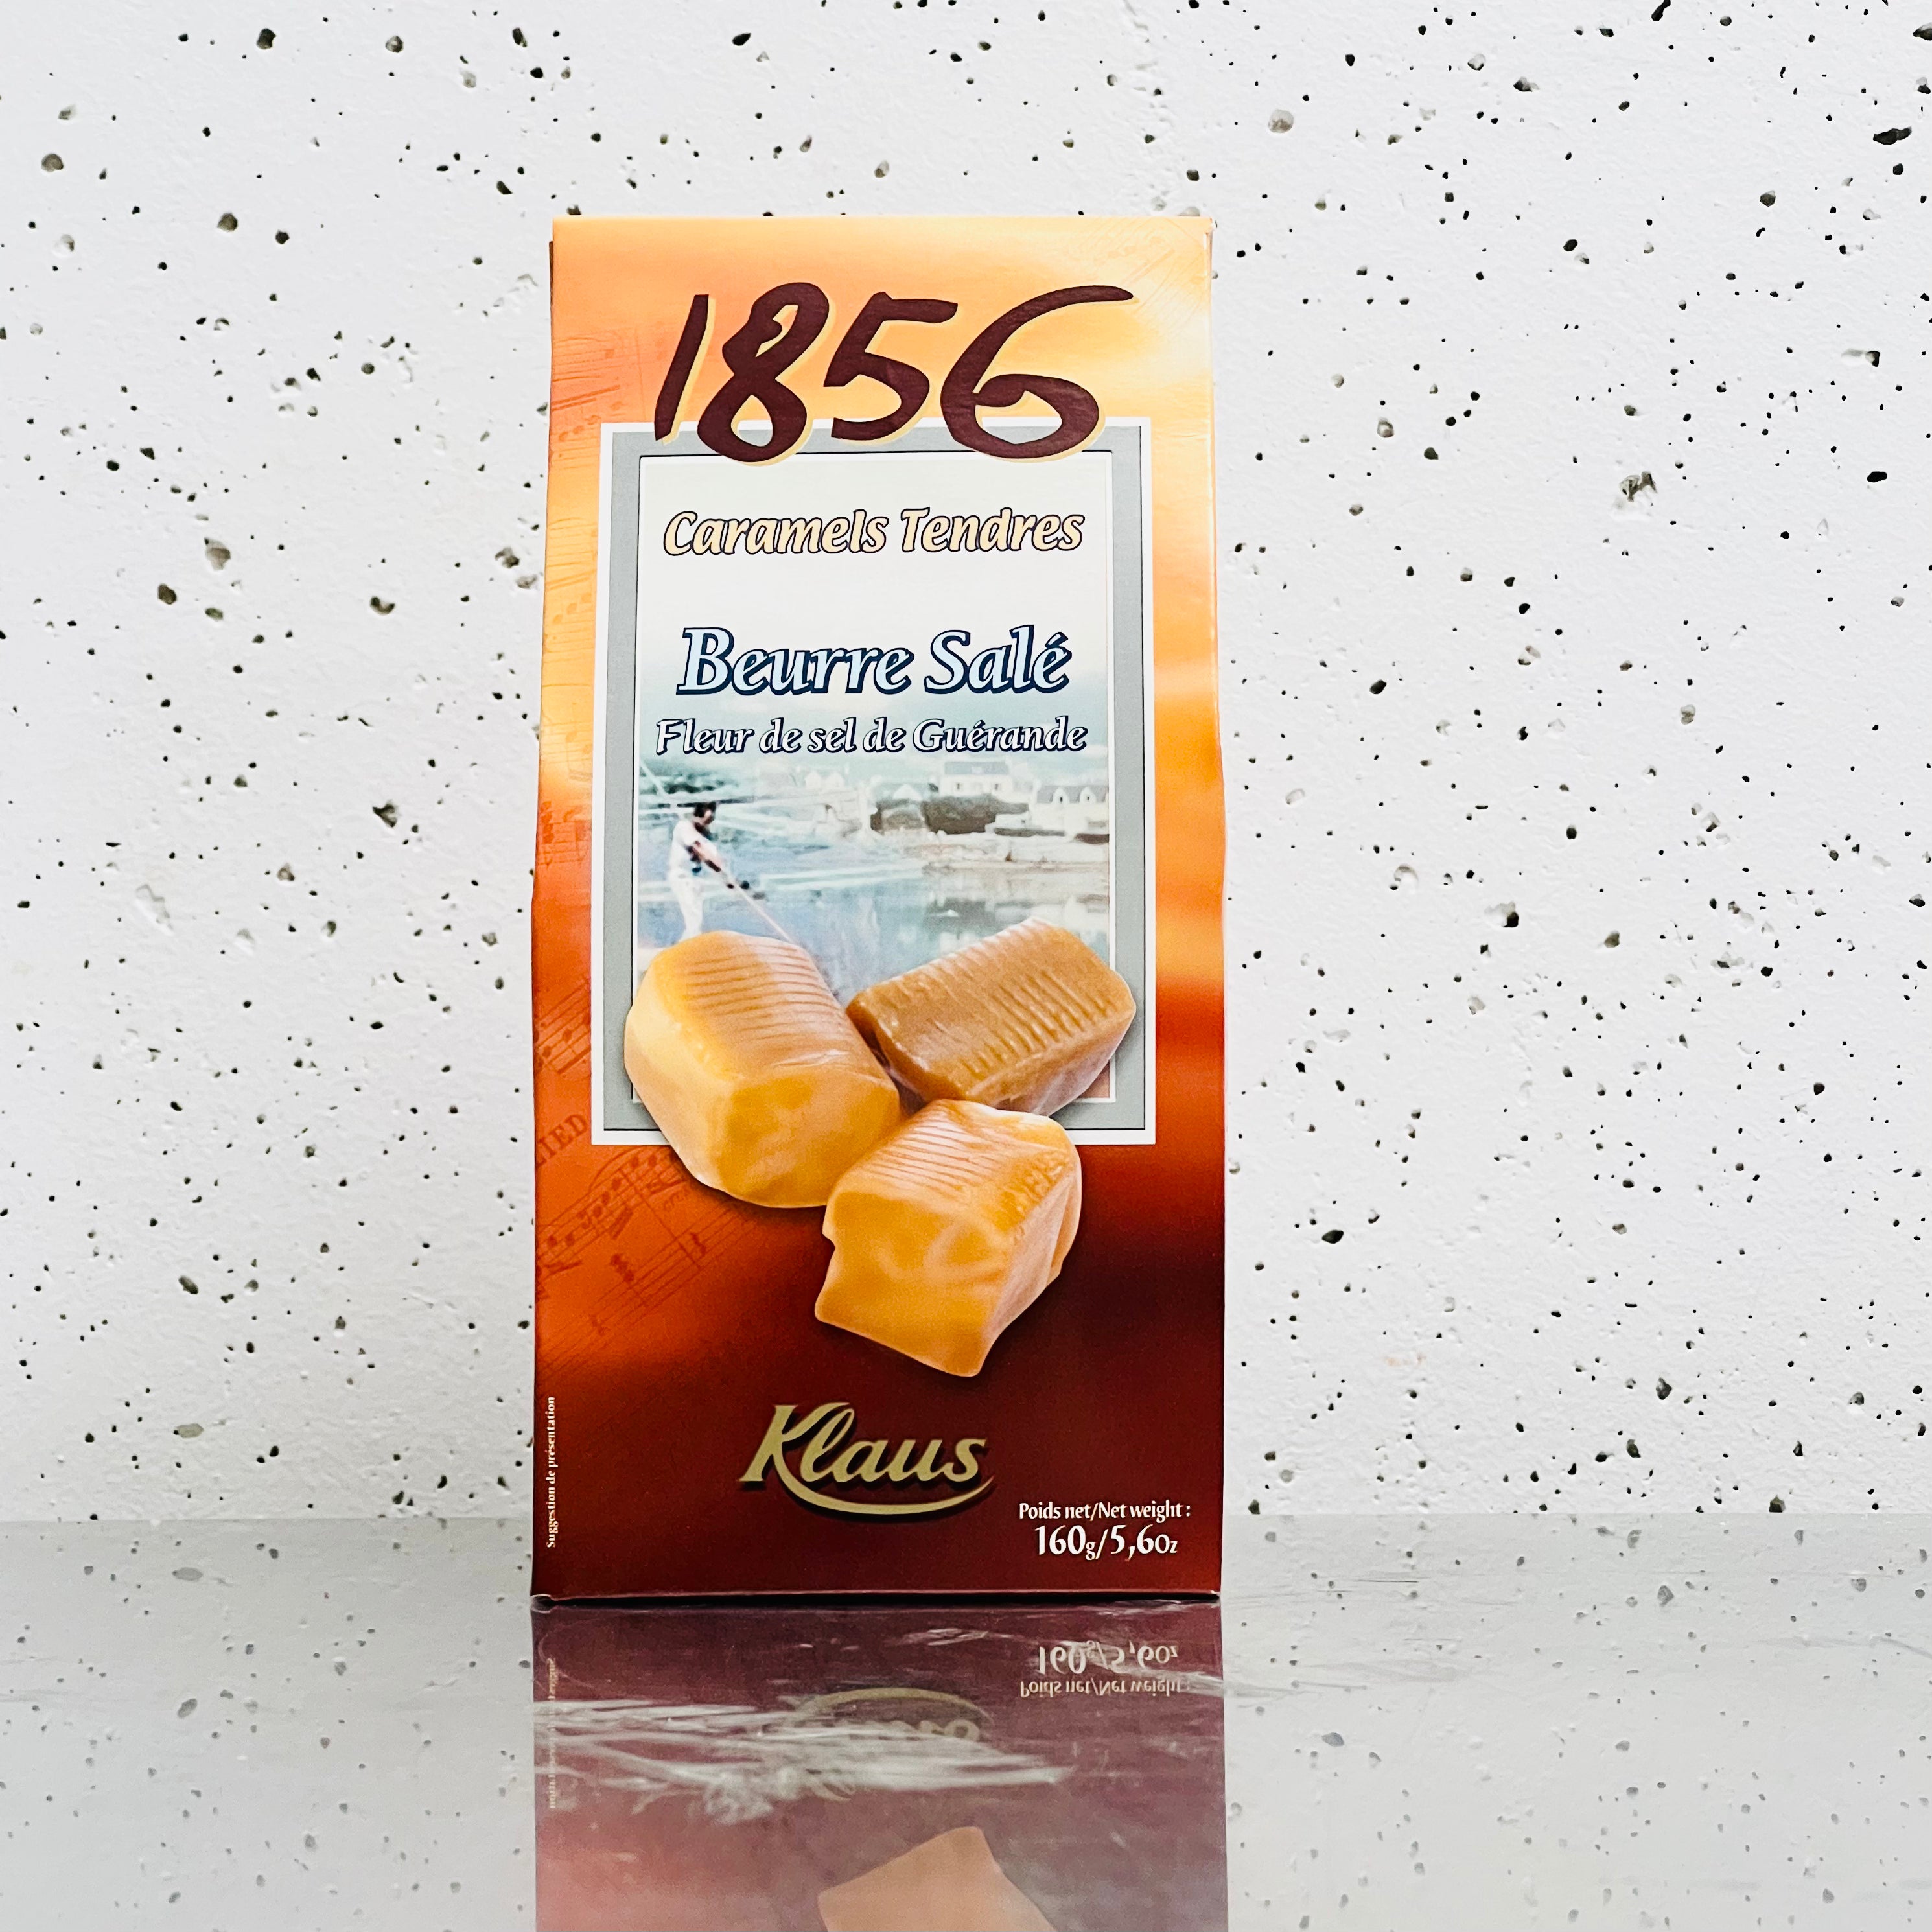 1856
Caramels Tendres
Beurre Salé
Fleur de sel de Guérande
LIED
Klaus
Suggestion de présentation
Poids net/Net weight :
160g/5,6oz